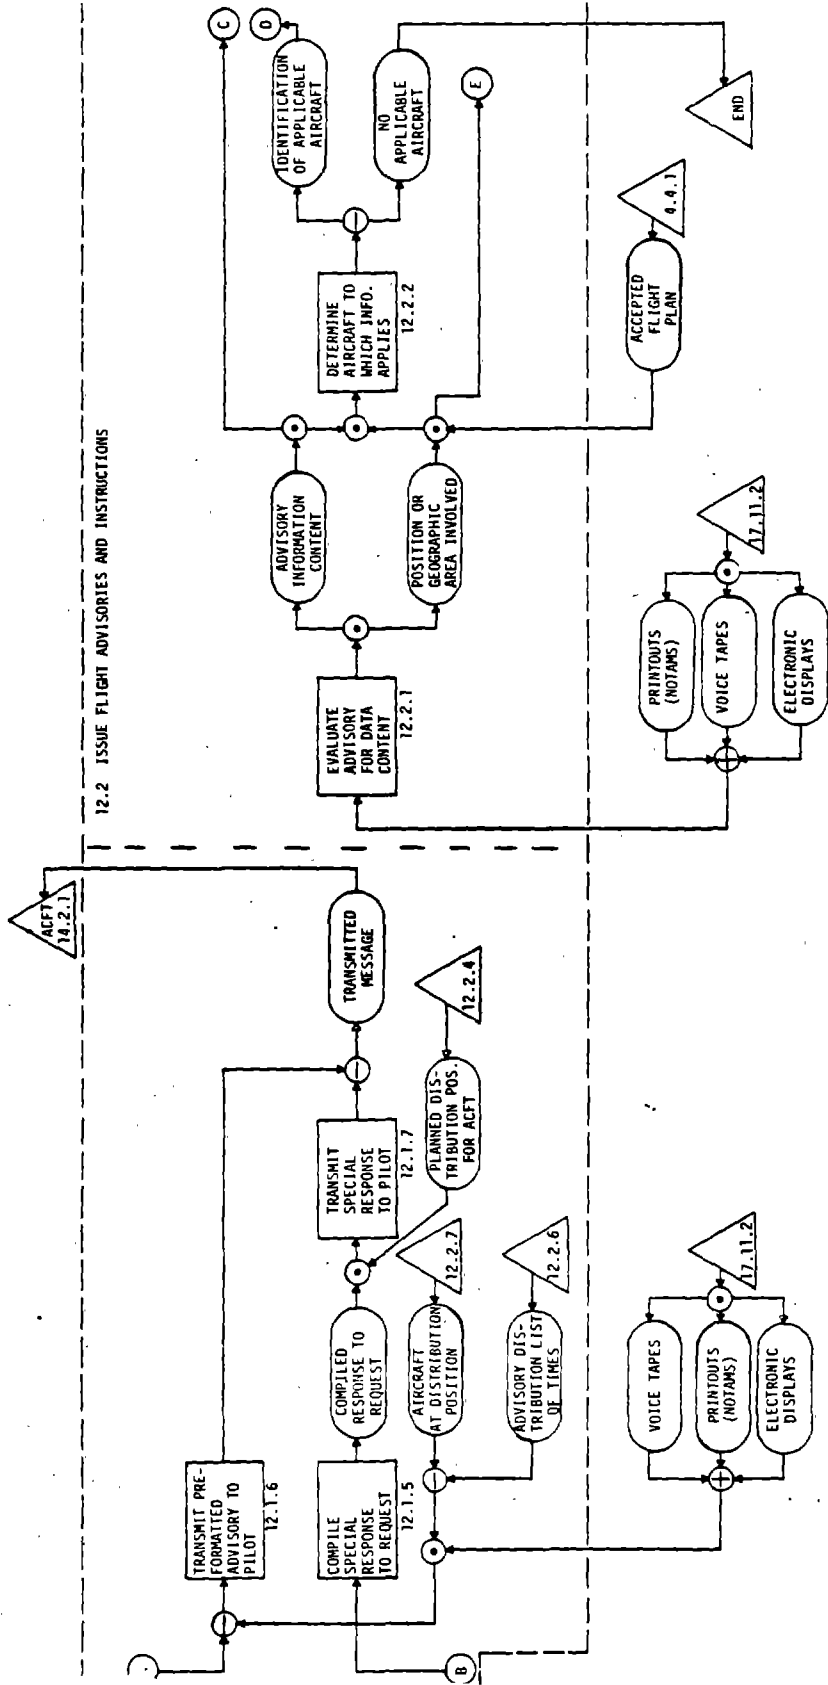 TRANSMIT PRE-
FORMATTED
ADVISORY TO
PILOT
12.1.6
COMPILE
SPECIAL
RESPONSE
TO REQUEST
12.1.5
B
COMPILED
RESPONSE TO
REQUEST
TRANSMIT
SPECIAL
RESPONSE
TO PILOT
12.1.7
TRANSMITTED
MESSAGE
ACFT
14.2.1
AIRCRAFT
AT DISTRIBUTION
POSITION
12.2.7
PLANNED DIS-
TRIBUTION POS.
FOR ACFT
12.2.4
ADVISORY DIS-
TRIBUTION LIST
OF TIMES
12.2.6
VOICE TAPES
PRINTOUTS
(NOTAMS)
ELECTRONIC
DISPLAYS
17.11.2
12.2 ISSUE FLIGHT ADVISORIES AND INSTRUCTIONS
EVALUATE
ADVISORY
FOR DATA
CONTENT
12.2.1
ADVISORY
INFORMATION
CONTENT
POSITION OR
GEOGRAPHIC
AREA INVOLVED
DETERMINE
AIRCRAFT TO
WHICH INFO.
APPLIES
12.2.2
IDENTIFICATION
OF APPLICABLE
AIRCRAFT
NO
APPLICABLE
AIRCRAFT
C
D
E
END
ACCEPTED
FLIGHT
PLAN
4.4.1
PRINTOUTS
(NOTAMS)
VOICE TAPES
ELECTRONIC
DISPLAYS
17.11.2